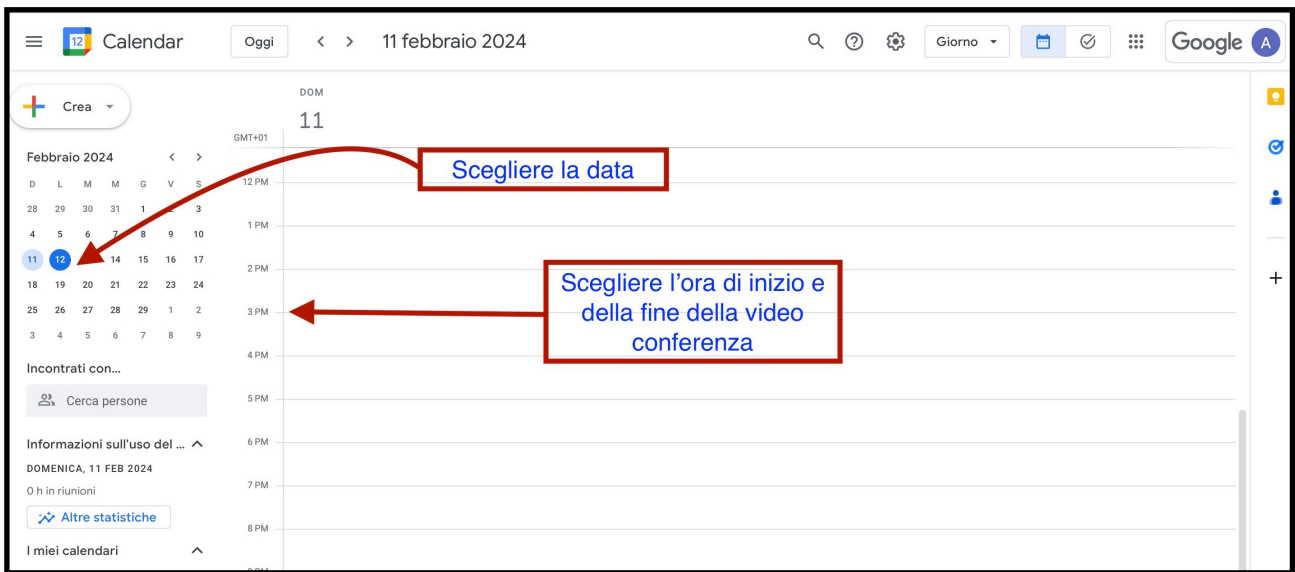 12 Calendar Oggi < > 11 febbraio 2024 Giorno Google A
Crea
DOM
11
GMT+01
Febbraio 2024 < >
D L M M G V S
28 29 30 31 1 2 3
4 5 6 7 8 9 10
11 12 14 15 16 17
18 19 20 21 22 23 24
25 26 27 28 29 1 2
3 4 5 6 7 8 9
Scegliere la data
12 PM
1 PM
2 PM
3 PM
4 PM
5 PM
6 PM
7 PM
8 PM
Scegliere l’ora di inizio e
della fine della video
conferenza
Incontrati con...
Cerca persone
Informazioni sull'uso del ...
DOMENICA, 11 FEB 2024
0 h in riunioni
Altre statistiche
I miei calendari